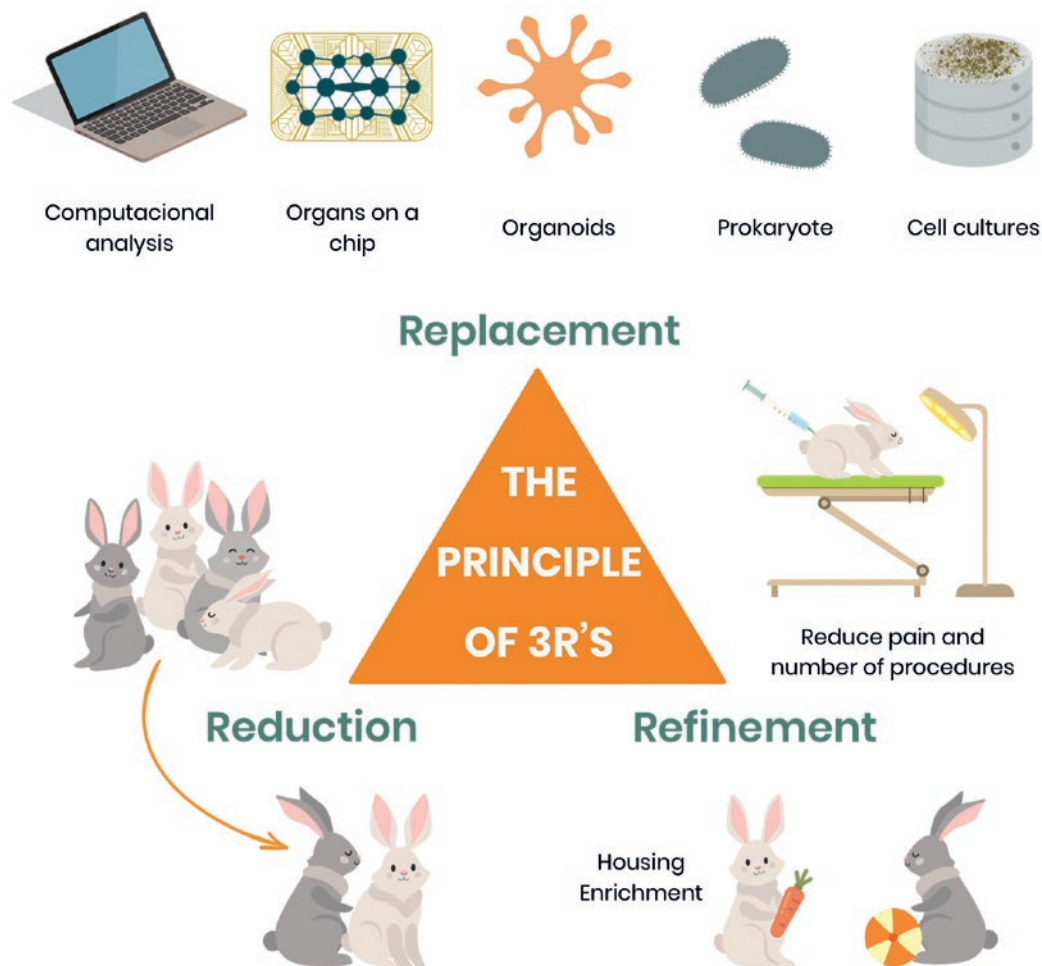 Computacional
analysis
Organs on a
chip
Organoids
Prokaryote
Cell cultures
Replacement
THE
PRINCIPLE
OF 3R'S
Reduce pain and
number of procedures
Reduction
Refinement
Housing
Enrichment